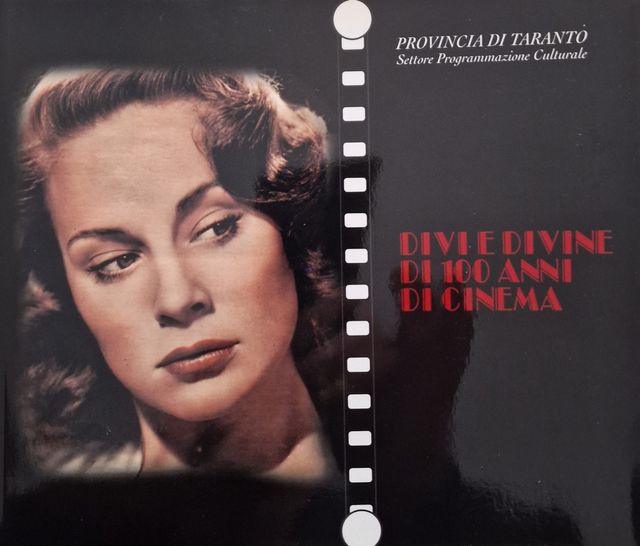 PROVINCIA DI TARANTO
Settore Programmazione Culturale
DIVI E DIVINE
DI 100 ANNI
DI CINEMA